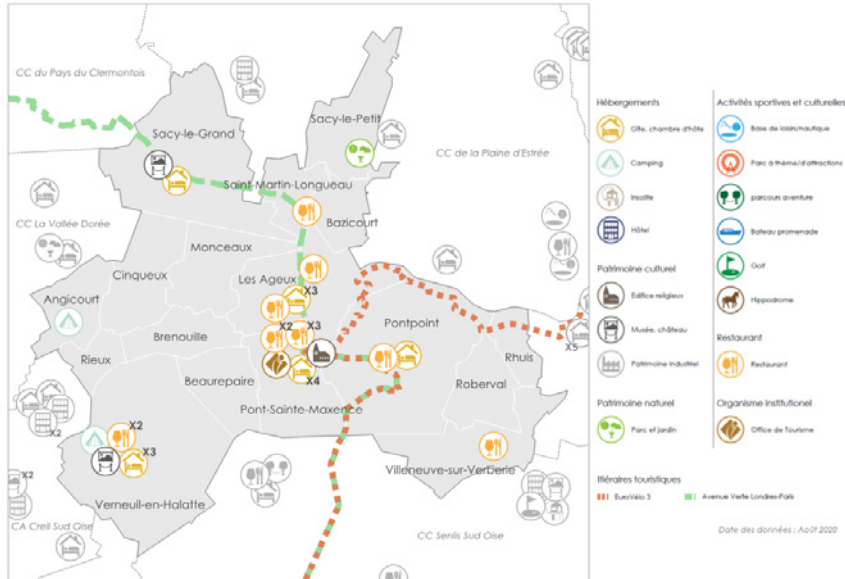 CC du Pays du Clermontois
Sacy-le-Grand
Sacy-le-Petit
CC de la Plaine d'Estrée
Saint-Martin-Longueau
Bazicourt
CC La Vallée Dorée
Monceaux
Cinqueux
Les Ageux
X3
Angicourt
X2
X3
Pontpoint
X5
Brenouille
Rhuis
Rieux
Beaurepaire
X4
Roberval
Pont-Sainte-Maxence
X2
X2
X3
X2
Villeneuve-sur-Verberie
Verneuil-en-Halatte
CA Creil Sud Oise
CC Senlis Sud Oise
Hébergements
Gîte, chambre d'hôte
Camping
Insolite
Hôtel
Patrimoine culturel
Édifice religieux
Musée, château
Patrimoine industriel
Patrimoine naturel
Parc et jardin
Activités sportives et culturelles
Base de loisin/nautique
Parc à thème/d'attractions
parcours aventure
Bateau promenade
Golf
Hippodrome
Restaurant
Restaurant
Organisme institutionel
Office de Tourisme
Itiéraires touristiques
EuroVélo 3
Avenue Verte Londres-Paris
Date des données : Août 2020